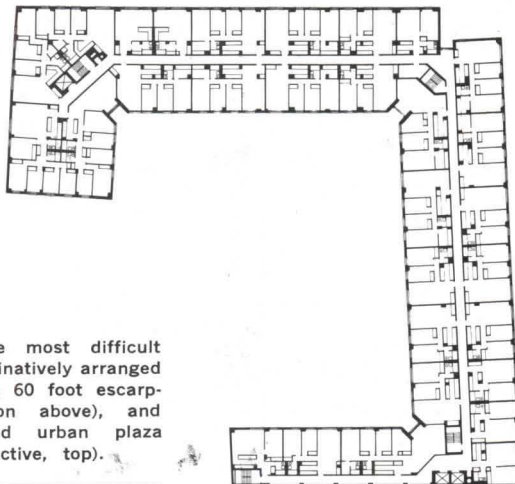 e most difficult
inatively arranged
60 foot escarp-
on above), and
d urban plaza
ctive, top).